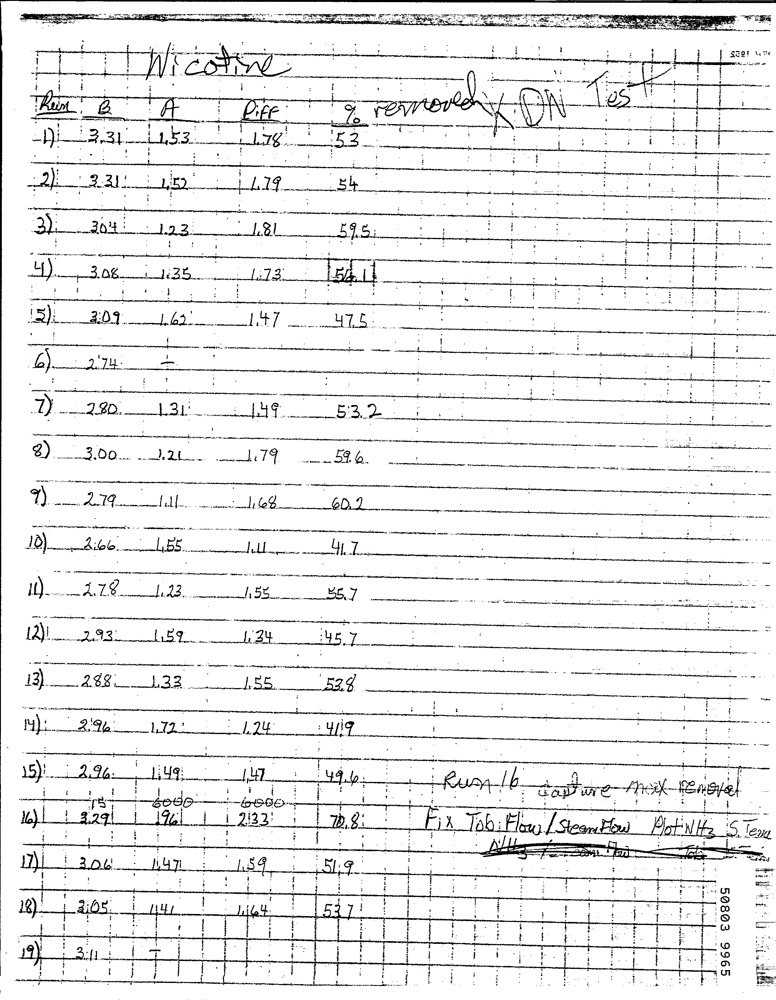 Nicotine
Run B A Diff % removed X DN Test
1) 3.31 1.53 1.78 53
2) 3.31 1.52 1.79 54
3) 3.04 1.23 1.81 59.5
4) 3.08 1.35 1.73 56.1
5) 3.09 1.62 1.47 47.5
6) 2.74 —
7) 2.80 1.31 1.49 53.2
8) 3.00 1.21 1.79 59.6
9) 2.79 1.11 1.68 60.2
10) 2.66 1.55 1.11 41.7
11) 2.78 1.23 1.55 55.7
12) 2.93 1.59 1.34 45.7
13) 2.88 1.33 1.55 53.8
14) 2.96 1.72 1.24 41.9
15) 2.96 1.49 1.47 49.6
Run 16 capture max removal
15 6000 6000
16) 3.29 .96 2.33 70.8 Fix Tob Flow / Steam Flow Plot NH3 S. Temp
NH3
17) 3.06 1.47 1.59 51.9
18) 3.05 1.41 1.64 53.7
19) 3.11 —
50803 9965